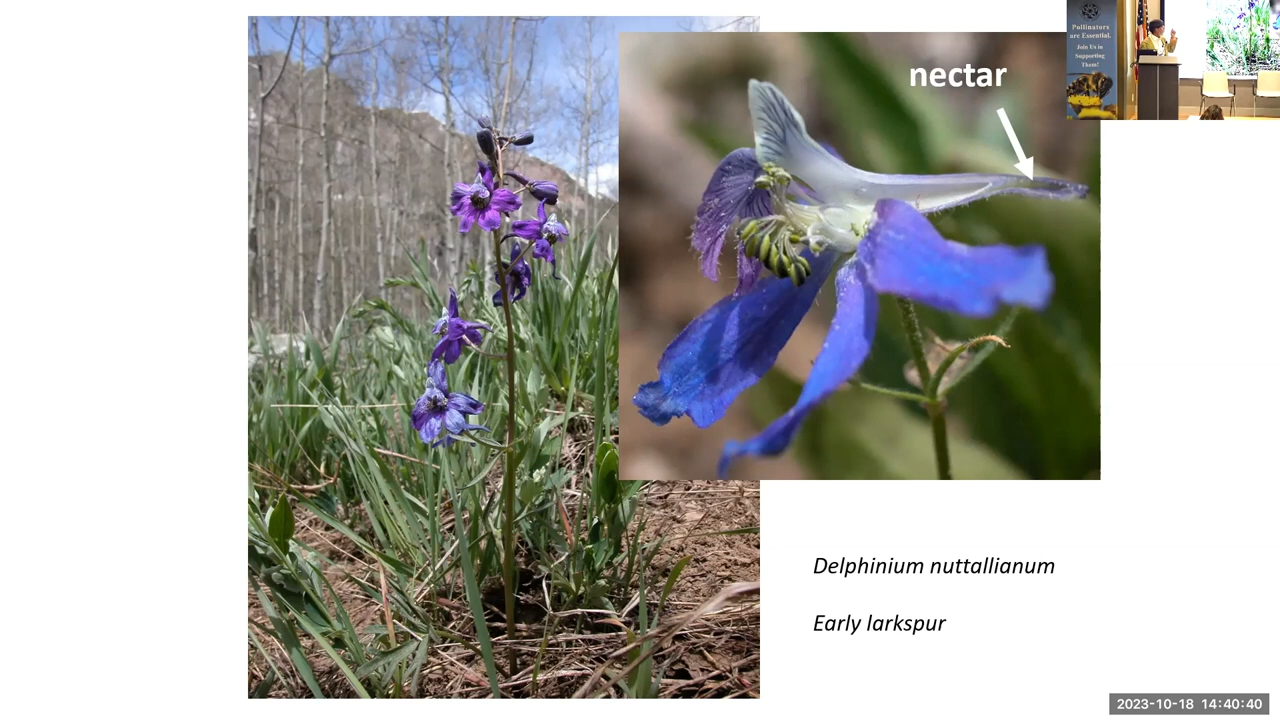 nectar
Pollinators
are Essential.
Join Us in
Supporting
Them!
Delphinium nuttallianum
Early larkspur
2023-10-18 14:40:40